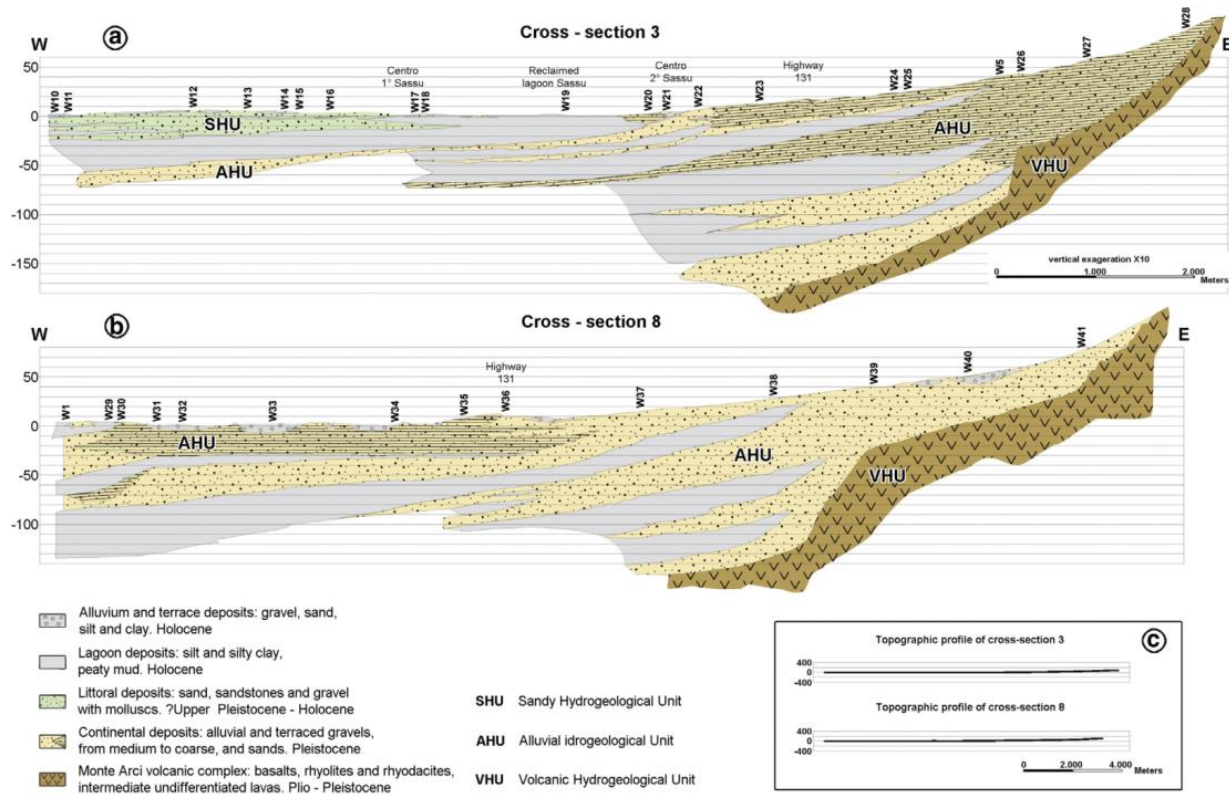 ⓐ
Cross - section 3
W
E
Centro
1° Sassu
Reclaimed
lagoon Sassu
Centro
2° Sassu
Highway
131
W10
W11
W12
W13
W14
W15
W16
W17
W18
W19
W20
W21
W22
W23
W24
W25
W5
W26
W27
W28
50
0
-50
-100
-150
SHU
AHU
AHU
VHU
vertical exageration X10
0 1,000 2,000
Meters
ⓑ
Cross - section 8
W
E
Highway
131
W1
W29
W30
W31
W32
W33
W34
W35
W36
W37
W38
W39
W40
W41
50
0
-50
-100
AHU
AHU
VHU
Alluvium and terrace deposits: gravel, sand,
silt and clay. Holocene
Lagoon deposits: silt and silty clay,
peaty mud. Holocene
Littoral deposits: sand, sandstones and gravel
with molluscs. ?Upper Pleistocene - Holocene
Continental deposits: alluvial and terraced gravels,
from medium to coarse, and sands. Pleistocene
Monte Arci volcanic complex: basalts, rhyolites and rhyodacites,
intermediate undifferentiated lavas. Plio - Pleistocene
SHU Sandy Hydrogeological Unit
AHU Alluvial idrogeological Unit
VHU Volcanic Hydrogeological Unit
ⓒ
Topographic profile of cross-section 3
400
0
-400
Topographic profile of cross-section 8
400
0
-400
0 2.000 4.000
Meters